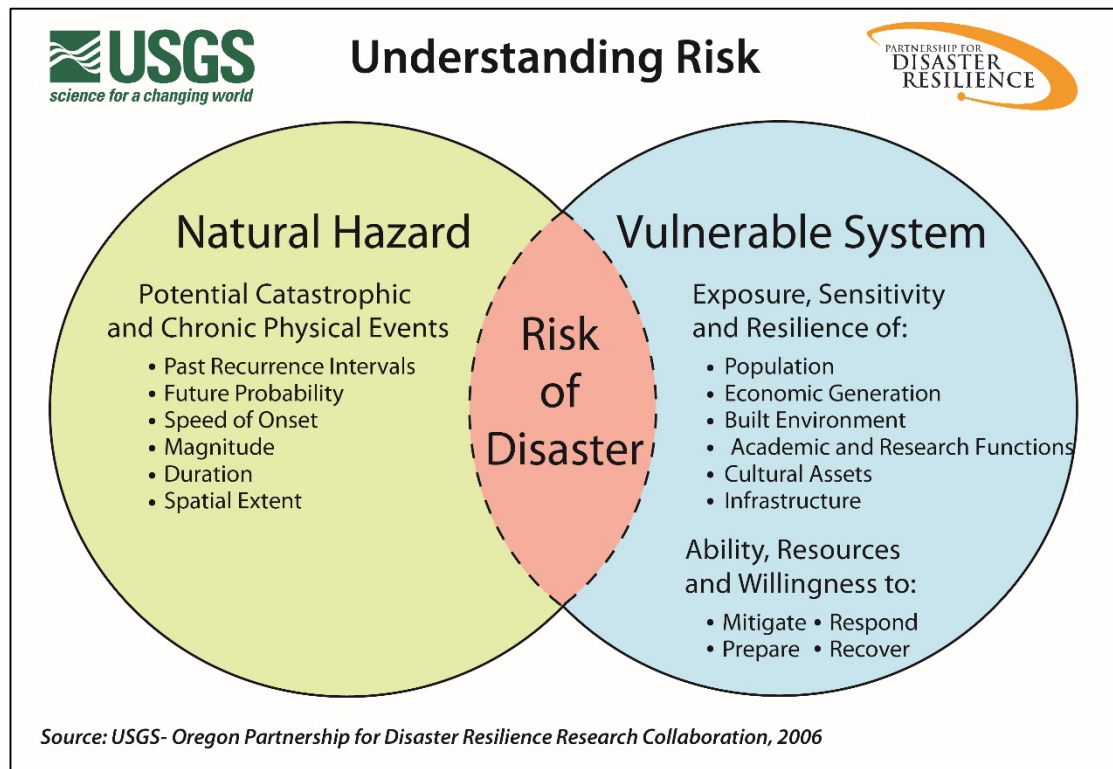 USGS
science for a changing world
Understanding Risk
PARTNERSHIP FOR
DISASTER
RESILIENCE
Natural Hazard
Potential Catastrophic
and Chronic Physical Events
• Past Recurrence Intervals
• Future Probability
• Speed of Onset
• Magnitude
• Duration
• Spatial Extent
Risk
of
Disaster
Vulnerable System
Exposure, Sensitivity
and Resilience of:
• Population
• Economic Generation
• Built Environment
• Academic and Research Functions
• Cultural Assets
• Infrastructure
Ability, Resources
and Willingness to:
• Mitigate • Respond
• Prepare • Recover
Source: USGS- Oregon Partnership for Disaster Resilience Research Collaboration, 2006